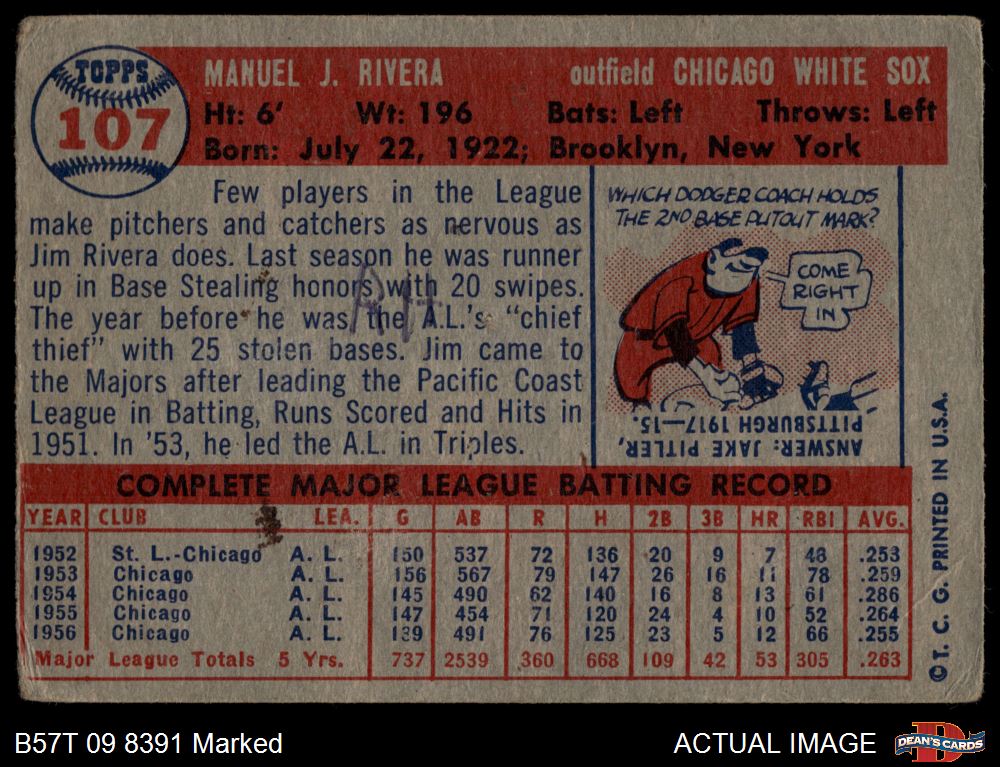 TOPPS
107
MANUEL J. RIVERA outfield CHICAGO WHITE SOX
Ht: 6' Wt: 196 Bats: Left Throws: Left
Born: July 22, 1922; Brooklyn, New York
Few players in the League
make pitchers and catchers as nervous as
Jim Rivera does. Last season he was runner
up in Base Stealing honors with 20 swipes.
The year before he was the A.L.'s "chief
thief" with 25 stolen bases. Jim came to
the Majors after leading the Pacific Coast
League in Batting, Runs Scored and Hits in
1951. In '53, he led the A.L. in Triples.
WHICH DODGER COACH HOLDS
THE 2ND BASE PUTOUT MARK?
COME
RIGHT
IN
ANSWER: JAKE PITLER,
PITTSBURGH 1917—15.
COMPLETE MAJOR LEAGUE BATTING RECORD
YEAR CLUB LEA. G AB R H 2B 3B HR RBI AVG.
1952 St. L.-Chicago A. L. 150 537 72 136 20 9 7 48 .253
1953 Chicago A. L. 156 567 79 147 26 16 11 78 .259
1954 Chicago A. L. 145 490 62 140 16 8 13 61 .286
1955 Chicago A. L. 147 454 71 120 24 4 10 52 .264
1956 Chicago A. L. 139 491 76 125 23 5 12 66 .255
Major League Totals 5 Yrs. 737 2539 360 668 109 42 53 305 .263
© T. C. G. PRINTED IN U.S.A.
B57T 09 8391 Marked
ACTUAL IMAGE
D
DEAN'S CARDS